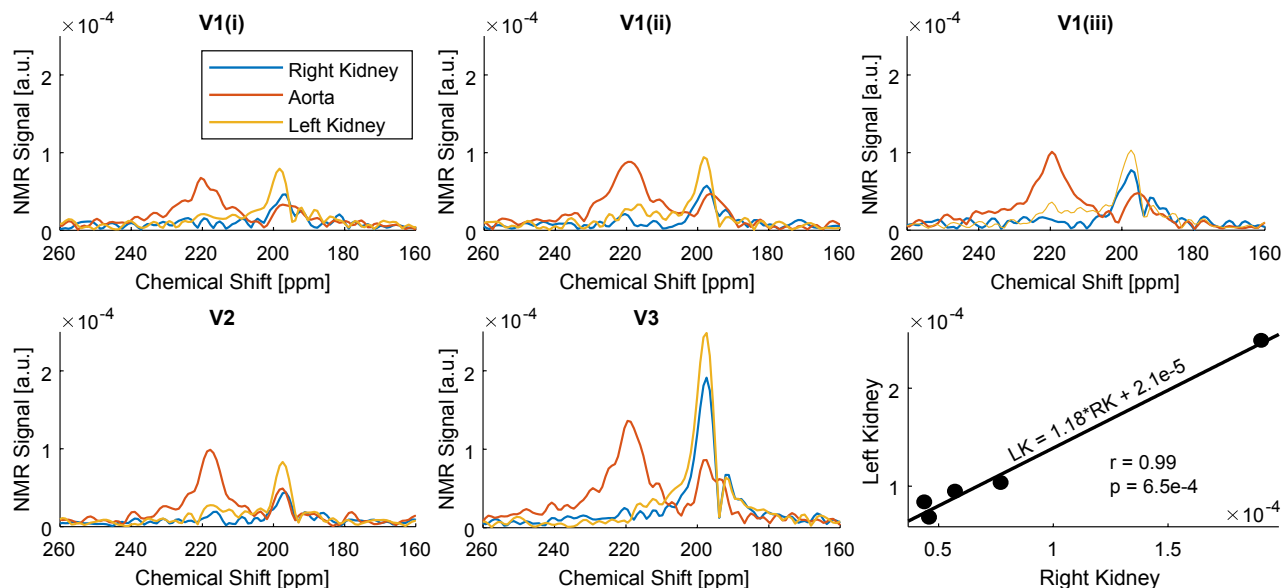 V1(i)
× 10⁻⁴
NMR Signal [a.u.]
2
1
0
260 240 220 200 180 160
Chemical Shift [ppm]
Right Kidney
Aorta
Left Kidney
V1(ii)
× 10⁻⁴
NMR Signal [a.u.]
2
1
0
260 240 220 200 180 160
Chemical Shift [ppm]
V1(iii)
× 10⁻⁴
NMR Signal [a.u.]
2
1
0
260 240 220 200 180 160
Chemical Shift [ppm]
V2
× 10⁻⁴
NMR Signal [a.u.]
2
1
0
260 240 220 200 180 160
Chemical Shift [ppm]
V3
× 10⁻⁴
NMR Signal [a.u.]
2
1
0
260 240 220 200 180 160
Chemical Shift [ppm]
× 10⁻⁴
Left Kidney
2
1
LK = 1.18*RK + 2.1e-5
r = 0.99
p = 6.5e-4
× 10⁻⁴
0.5 1 1.5
Right Kidney